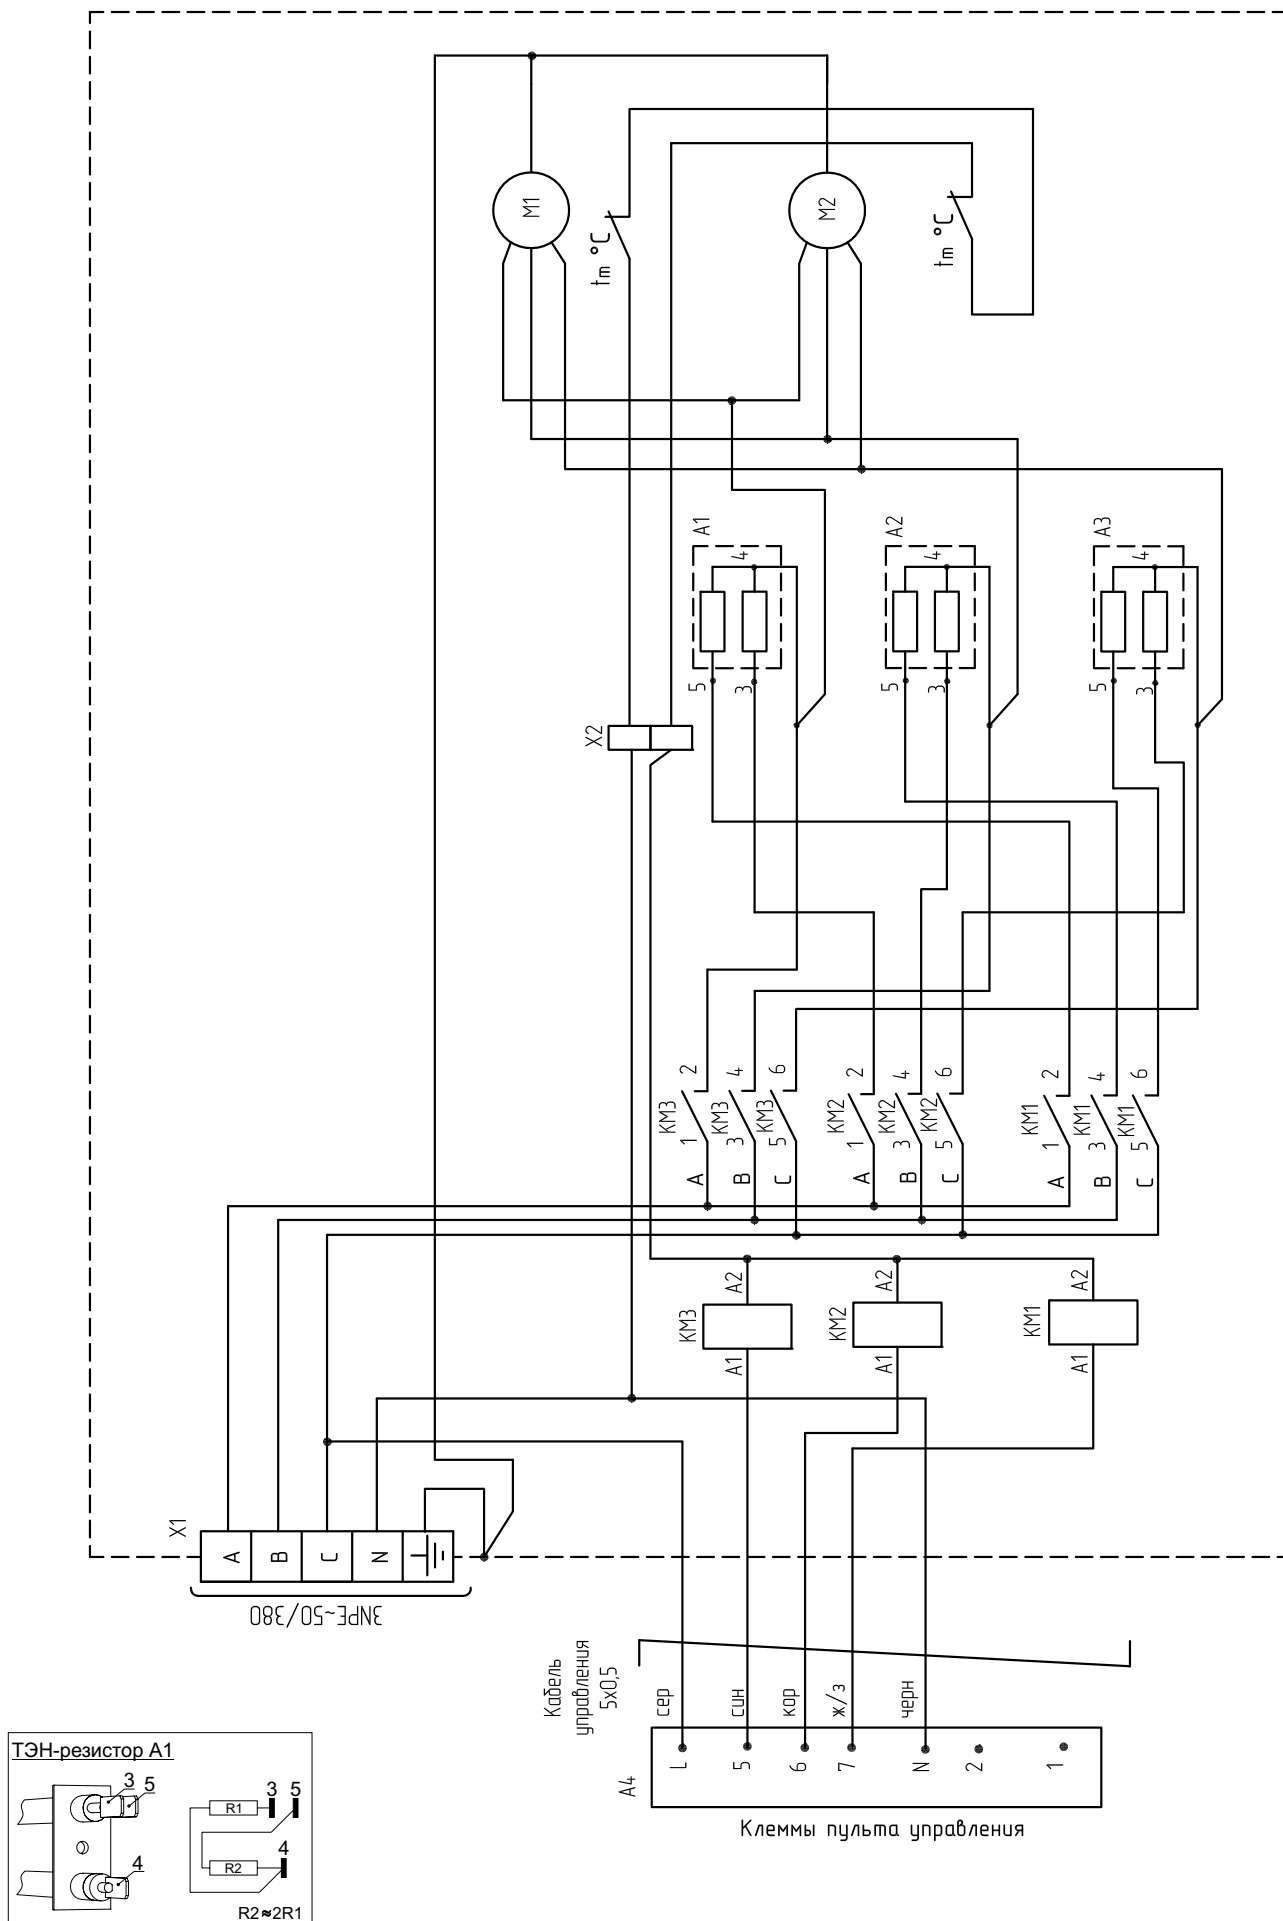 M1
tm °C
M2
tm °C
A1
4
5
3
A2
4
5
3
A3
4
5
3
X2
KM3
1
2
KM3
3
4
KM3
5
6
KM2
1
2
KM2
3
4
KM2
5
6
KM1
1
2
KM1
3
4
KM1
5
6
A
B
C
A
B
C
A
B
C
KM3
A2
A1
KM2
A2
A1
KM1
A2
A1
X1
A
B
C
N
3NPE~50/380
Кабель
управления
5х0,5
сер
син
кор
ж/з
черн
A4
L
5
6
7
N
2
1
Клеммы пульта управления
ТЭН-резистор А1
3
5
4
R1
3
5
R2
4
R2≈2R1